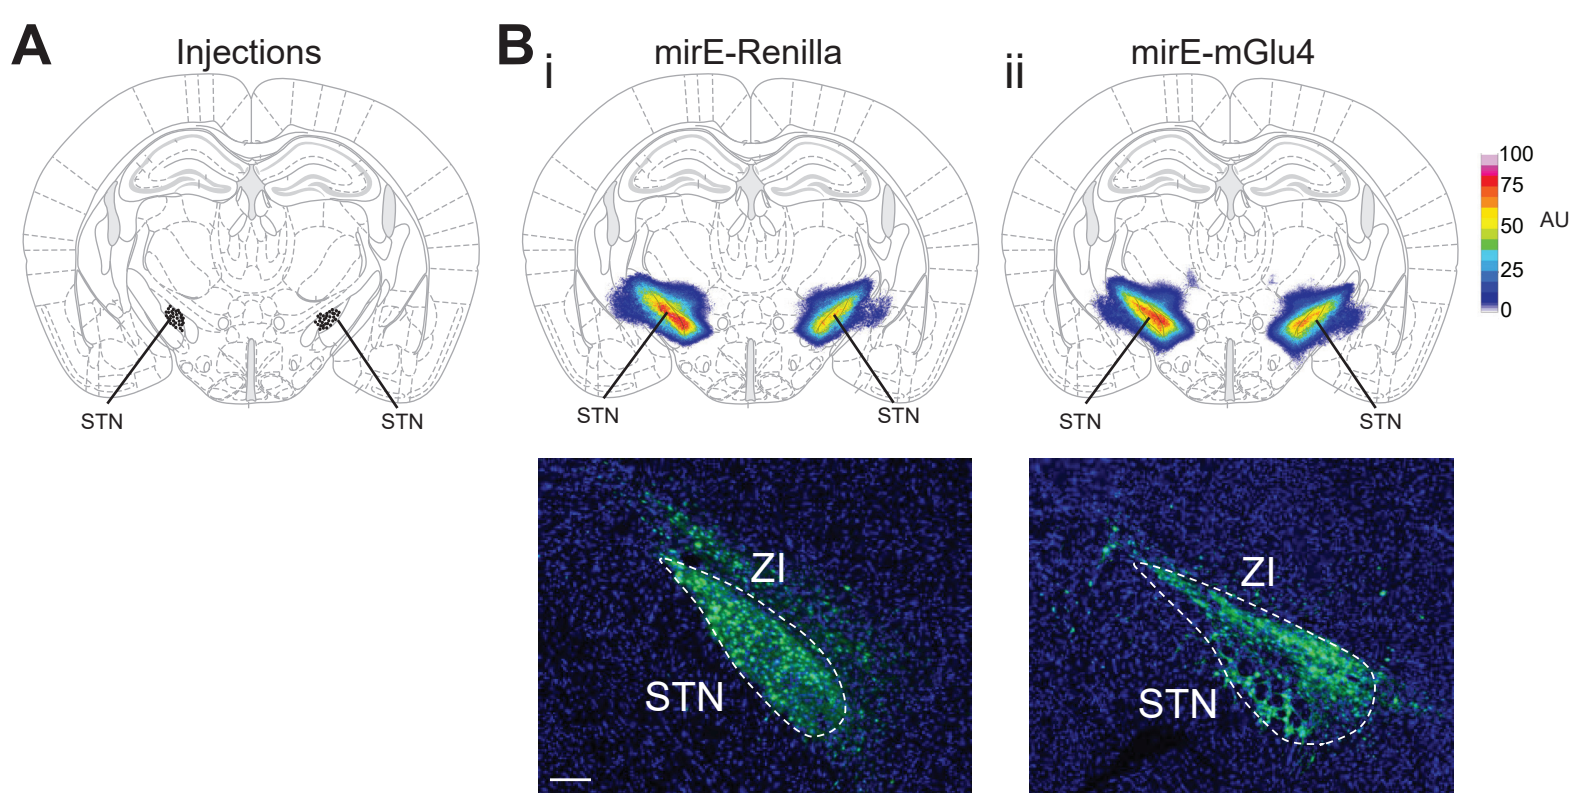 A
Injections
STN
STN
B
i
mirE-Renilla
STN
STN
ii
mirE-mGlu4
STN
STN
100
75
50
25
0
AU
ZI
STN
ZI
STN